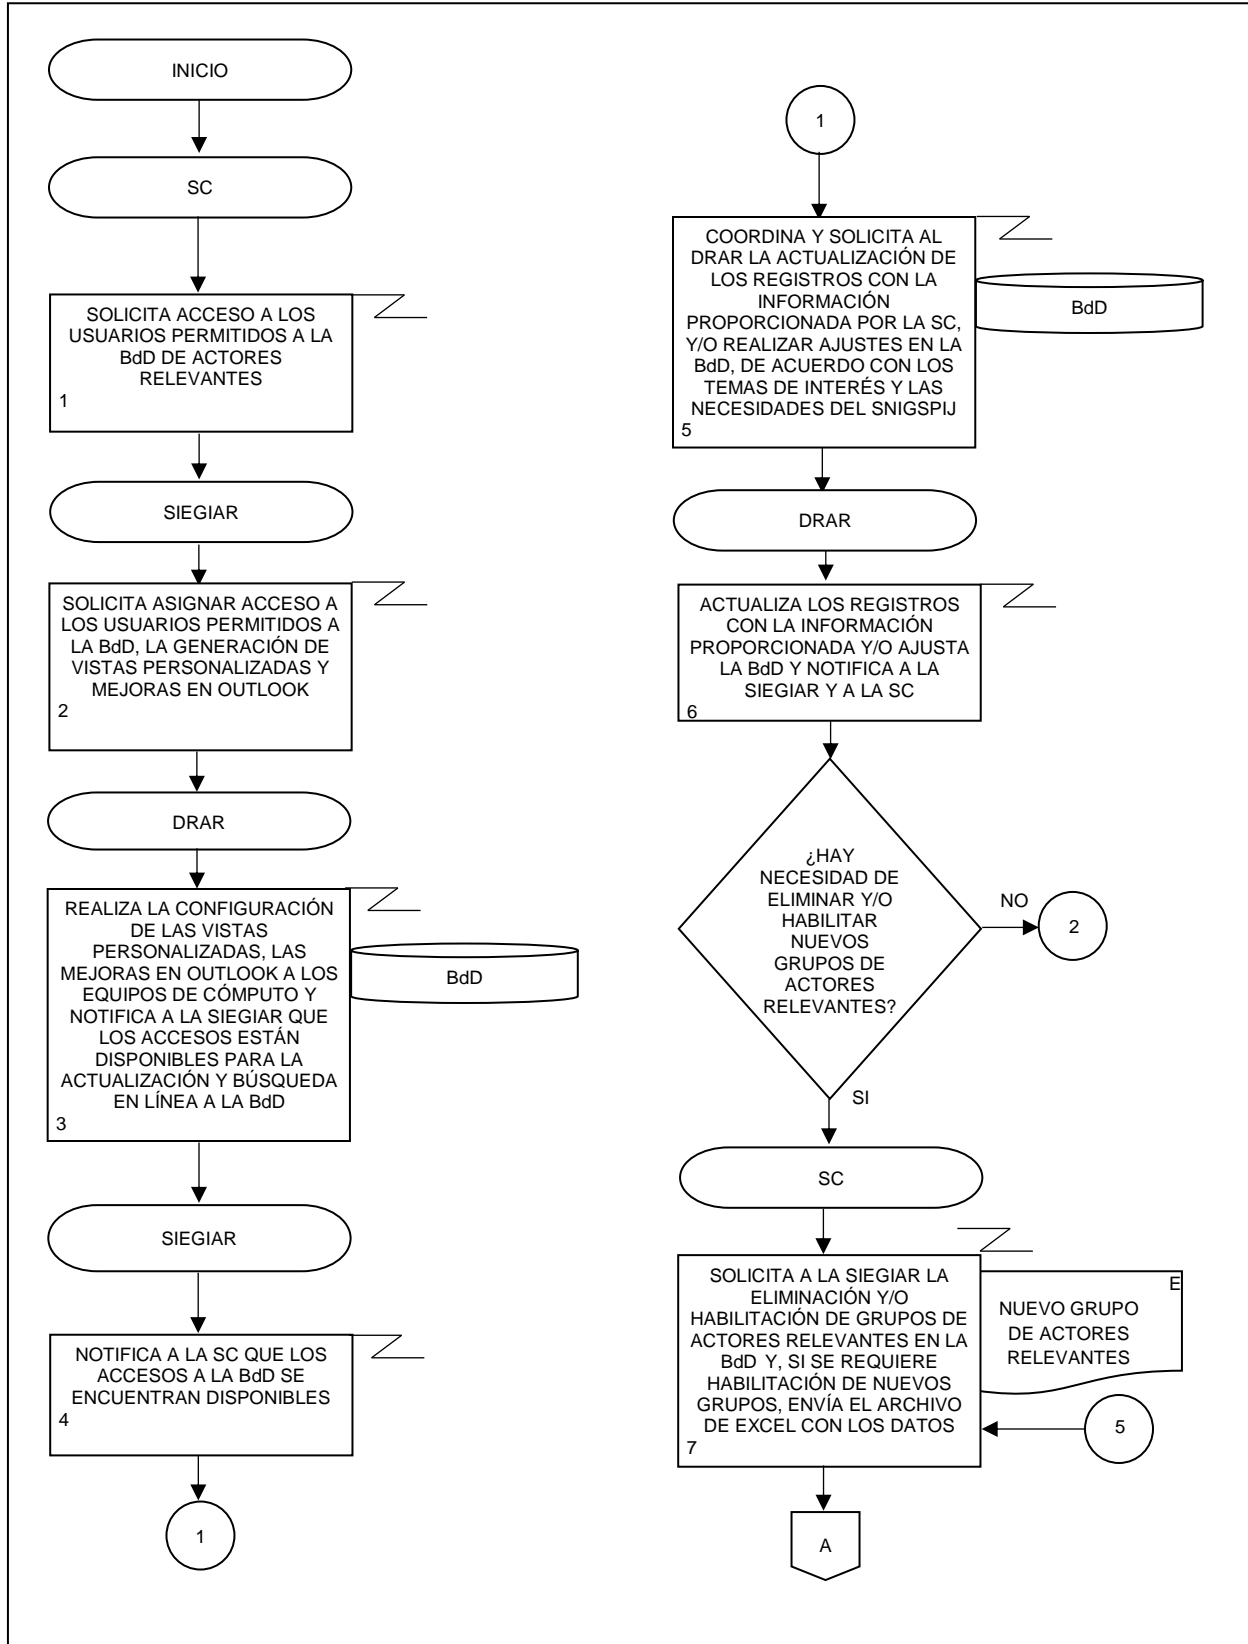 INICIO
SC
SOLICITA ACCESO A LOS
USUARIOS PERMITIDOS A LA
BdD DE ACTORES
RELEVANTES
1
SIEGIAR
SOLICITA ASIGNAR ACCESO A
LOS USUARIOS PERMITIDOS A
LA BdD, LA GENERACIÓN DE
VISTAS PERSONALIZADAS Y
MEJORAS EN OUTLOOK
2
DRAR
REALIZA LA CONFIGURACIÓN
DE LAS VISTAS
PERSONALIZADAS, LAS
MEJORAS EN OUTLOOK A LOS
EQUIPOS DE CÓMPUTO Y
NOTIFICA A LA SIEGIAR QUE
LOS ACCESOS ESTÁN
DISPONIBLES PARA LA
ACTUALIZACIÓN Y BÚSQUEDA
EN LÍNEA A LA BdD
3
BdD
SIEGIAR
NOTIFICA A LA SC QUE LOS
ACCESOS A LA BdD SE
ENCUENTRAN DISPONIBLES
4
1
1
COORDINA Y SOLICITA AL
DRAR LA ACTUALIZACIÓN DE
LOS REGISTROS CON LA
INFORMACIÓN
PROPORCIONADA POR LA SC,
Y/O REALIZAR AJUSTES EN LA
BdD, DE ACUERDO CON LOS
TEMAS DE INTERÉS Y LAS
NECESIDADES DEL SNIGSPIJ
5
BdD
DRAR
ACTUALIZA LOS REGISTROS
CON LA INFORMACIÓN
PROPORCIONADA Y/O AJUSTA
LA BdD Y NOTIFICA A LA
SIEGIAR Y A LA SC
6
¿HAY
NECESIDAD DE
ELIMINAR Y/O
HABILITAR
NUEVOS
GRUPOS DE
ACTORES
RELEVANTES?
NO
2
SI
SC
SOLICITA A LA SIEGIAR LA
ELIMINACIÓN Y/O
HABILITACIÓN DE GRUPOS DE
ACTORES RELEVANTES EN LA
BdD Y, SI SE REQUIERE
HABILITACIÓN DE NUEVOS
GRUPOS, ENVÍA EL ARCHIVO
DE EXCEL CON LOS DATOS
7
E
NUEVO GRUPO
DE ACTORES
RELEVANTES
5
A